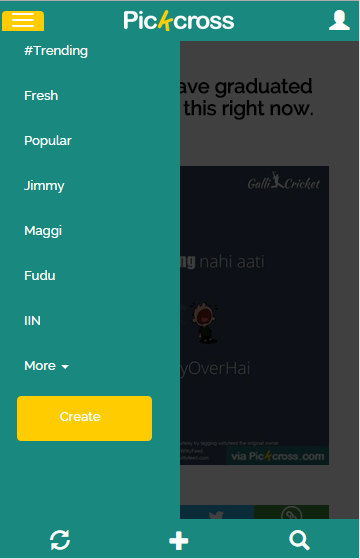 Pickcross
#Trending
Fresh
Popular
Jimmy
Maggi
Fudu
IIN
More
Create
ave graduated
this right now.
Galli Cricket
nahi aati
yOverHai
via Pickcross.com